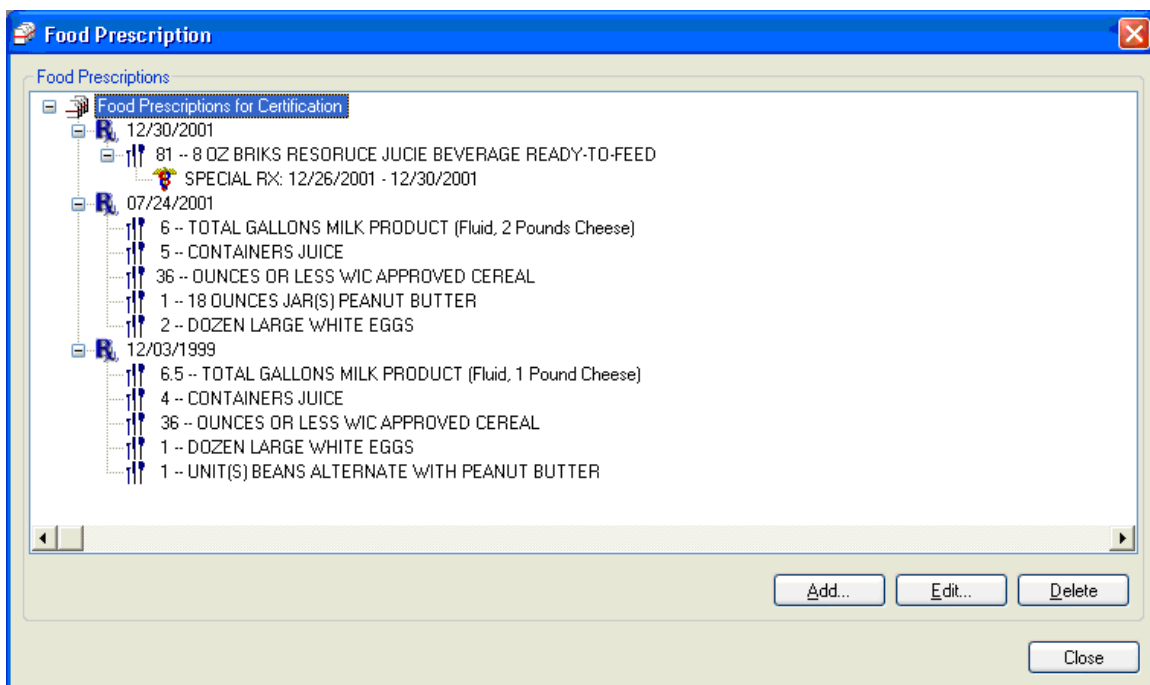 Food Prescription
Food Prescriptions
Food Prescriptions for Certification
12/30/2001
81 -- 8 OZ BRIKS RESORUCE JUCIE BEVERAGE READY-TO-FEED
SPECIAL RX: 12/26/2001 - 12/30/2001
07/24/2001
6 -- TOTAL GALLONS MILK PRODUCT (Fluid, 2 Pounds Cheese)
5 -- CONTAINERS JUICE
36 -- OUNCES OR LESS WIC APPROVED CEREAL
1 -- 18 OUNCES JAR(S) PEANUT BUTTER
2 -- DOZEN LARGE WHITE EGGS
12/03/1999
6.5 -- TOTAL GALLONS MILK PRODUCT (Fluid, 1 Pound Cheese)
4 -- CONTAINERS JUICE
36 -- OUNCES OR LESS WIC APPROVED CEREAL
1 -- DOZEN LARGE WHITE EGGS
1 -- UNIT(S) BEANS ALTERNATE WITH PEANUT BUTTER
Add... Edit... Delete
Close